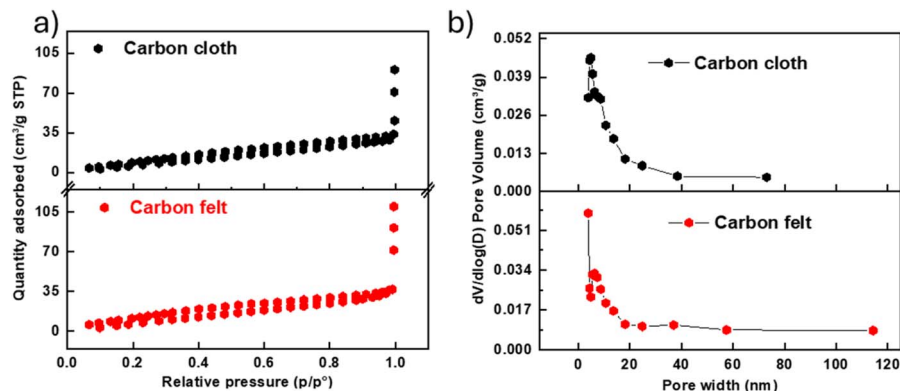 a)
Carbon cloth
105
70
35
0
Carbon felt
105
70
35
0
0.0 0.2 0.4 0.6 0.8 1.0
Relative pressure (p/p°)
Quantity adsorbed (cm³/g STP)
b)
Carbon cloth
0.052
0.039
0.026
0.013
0.000
Carbon felt
0.051
0.034
0.017
0.000
0 20 40 60 80 100 120
Pore width (nm)
dV/dlog(D) Pore Volume (cm³/g)